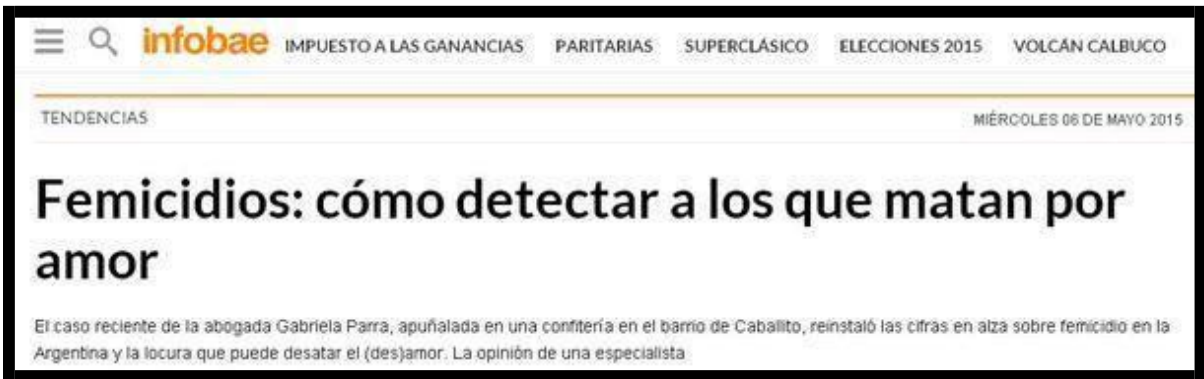 infobae IMPUESTO A LAS GANANCIAS PARITARIAS SUPERCLÁSICO ELECCIONES 2015 VOLCÁN CALBUCO
TENDENCIAS MIÉRCOLES 06 DE MAYO 2015
Femicidios: cómo detectar a los que matan por
amor
El caso reciente de la abogada Gabriela Parra, apuñalada en una confitería en el barrio de Caballito, reinstaló las cifras en alza sobre femicidio en la
Argentina y la locura que puede desatar el (des)amor. La opinión de una especialista